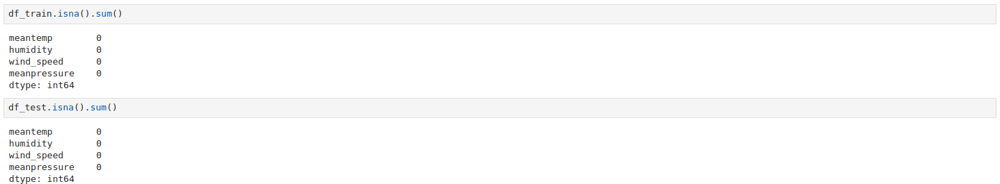 df_train.isna().sum()
meantemp 0
humidity 0
wind_speed 0
meanpressure 0
dtype: int64
df_test.isna().sum()
meantemp 0
humidity 0
wind_speed 0
meanpressure 0
dtype: int64